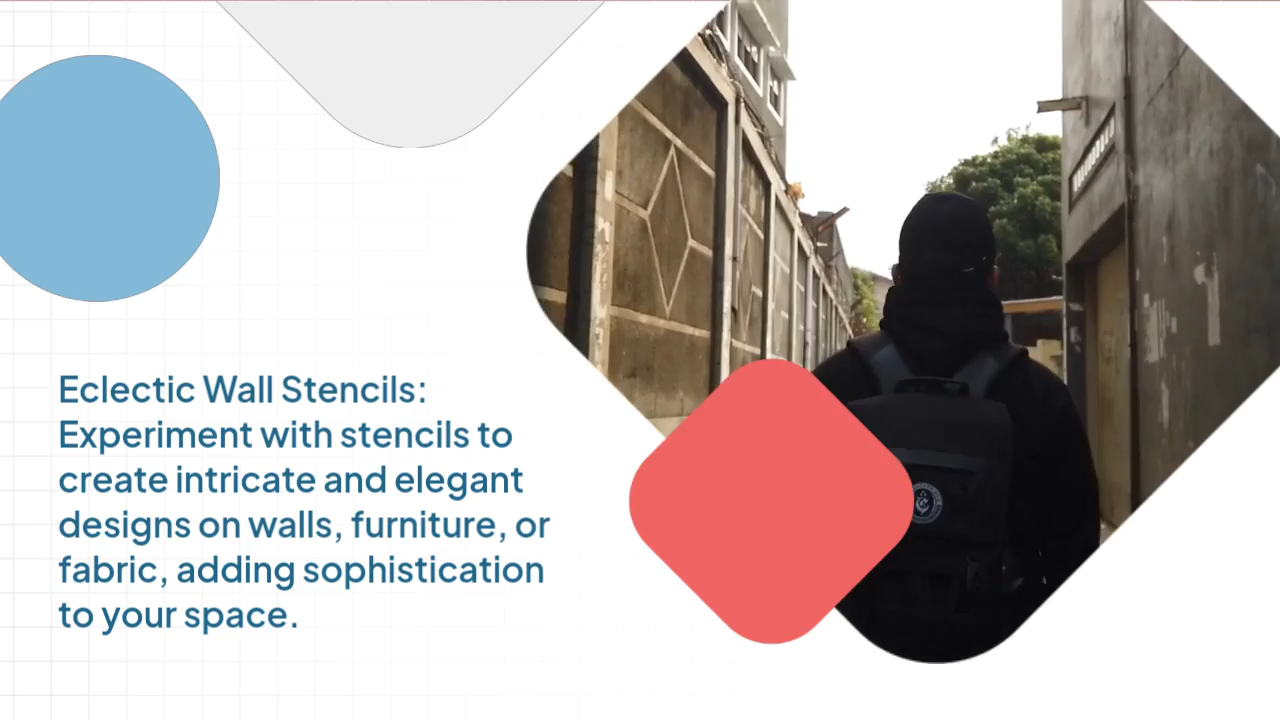 Eclectic Wall Stencils:
Experiment with stencils to
create intricate and elegant
designs on walls, furniture, or
fabric, adding sophistication
to your space.